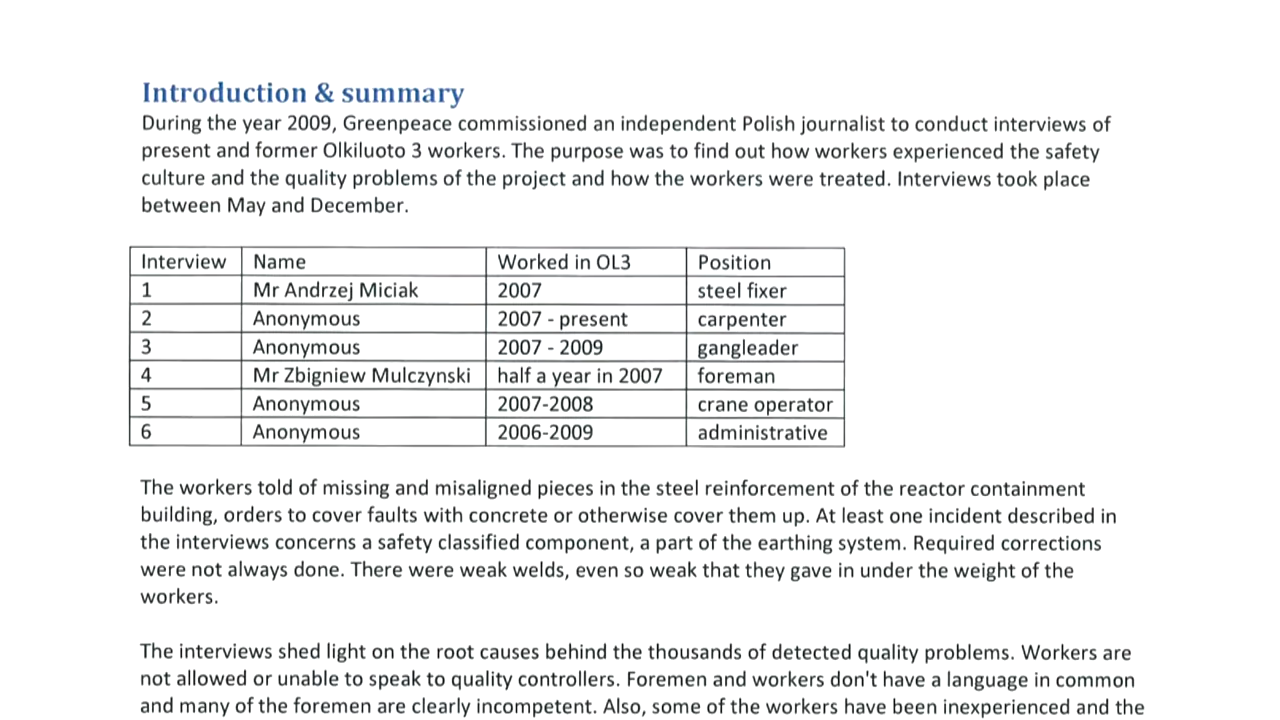 Introduction & summary
During the year 2009, Greenpeace commissioned an independent Polish journalist to conduct interviews of
present and former Olkiluoto 3 workers. The purpose was to find out how workers experienced the safety
culture and the quality problems of the project and how the workers were treated. Interviews took place
between May and December.
Interview Name Worked in OL3 Position
1 Mr Andrzej Miciak 2007 steel fixer
2 Anonymous 2007 - present carpenter
3 Anonymous 2007 - 2009 gangleader
4 Mr Zbigniew Mulczynski half a year in 2007 foreman
5 Anonymous 2007-2008 crane operator
6 Anonymous 2006-2009 administrative
The workers told of missing and misaligned pieces in the steel reinforcement of the reactor containment
building, orders to cover faults with concrete or otherwise cover them up. At least one incident described in
the interviews concerns a safety classified component, a part of the earthing system. Required corrections
were not always done. There were weak welds, even so weak that they gave in under the weight of the
workers.
The interviews shed light on the root causes behind the thousands of detected quality problems. Workers are
not allowed or unable to speak to quality controllers. Foremen and workers don't have a language in common
and many of the foremen are clearly incompetent. Also, some of the workers have been inexperienced and the